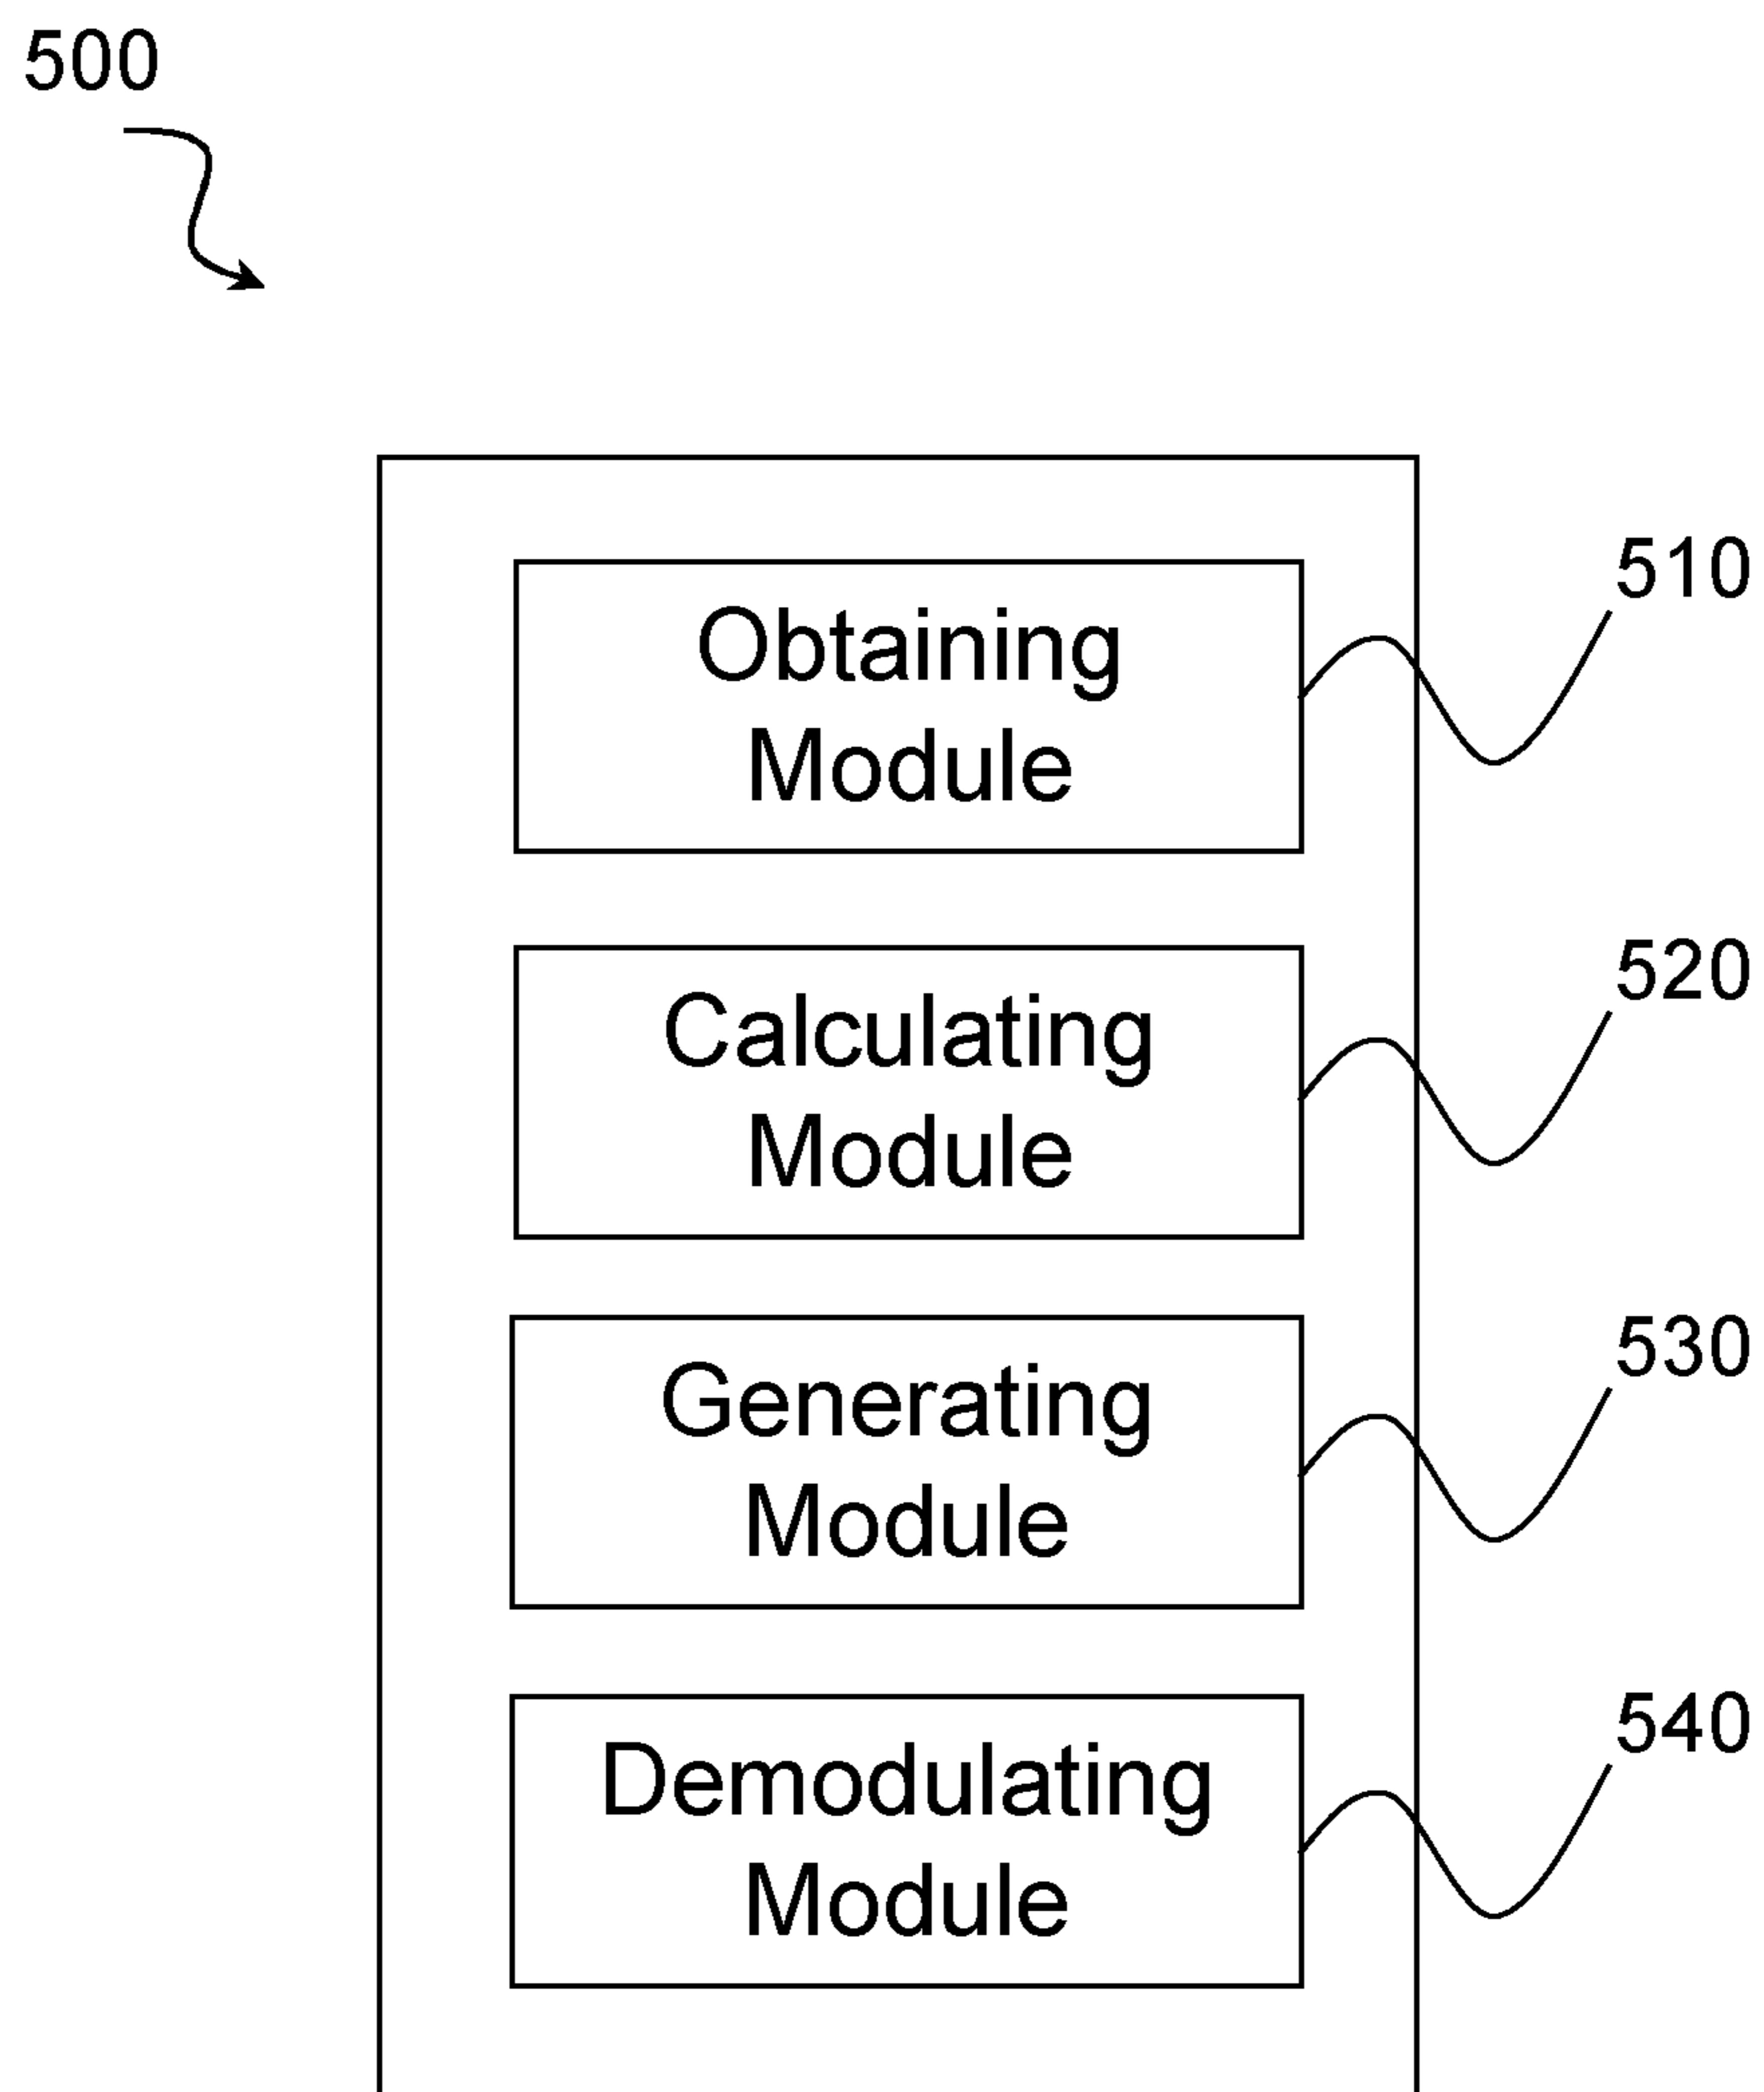 500
510
Obtaining
Module
520
Calculating
Module
530
Generating
Module
540
Demodulating
Module